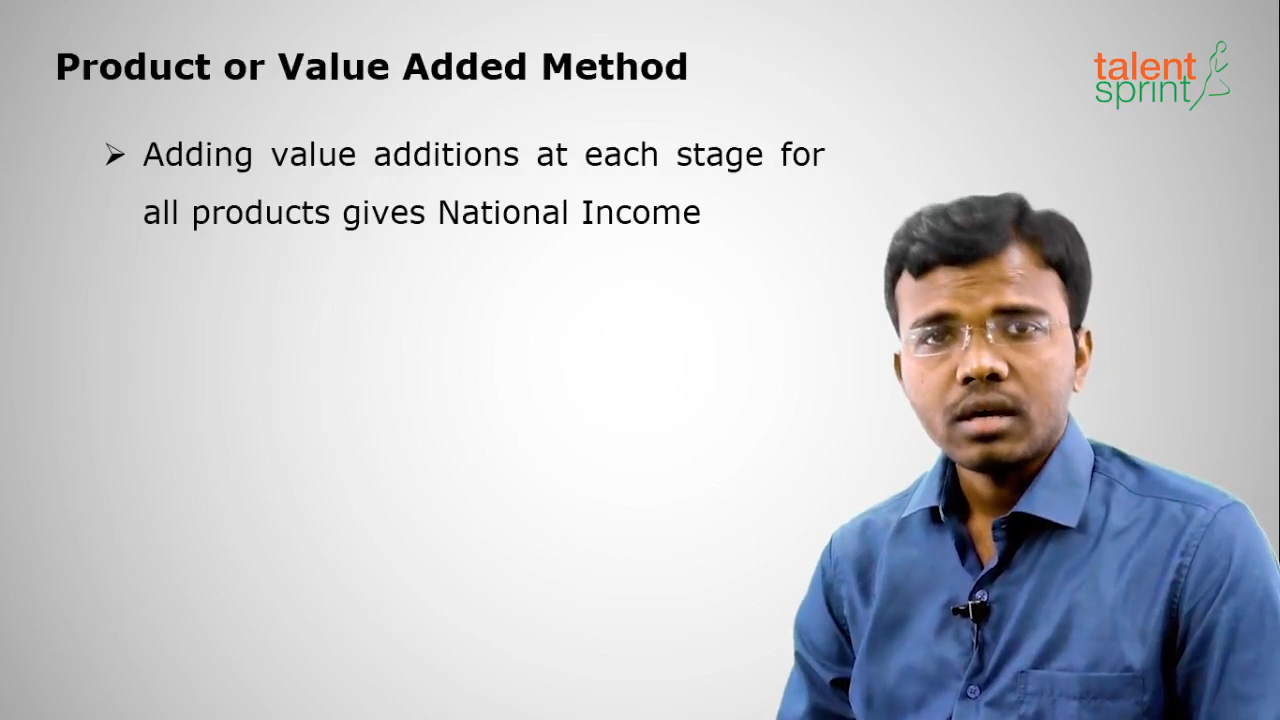 Product or Value Added Method
talent
sprint
➢ Adding value additions at each stage for
all products gives National Income